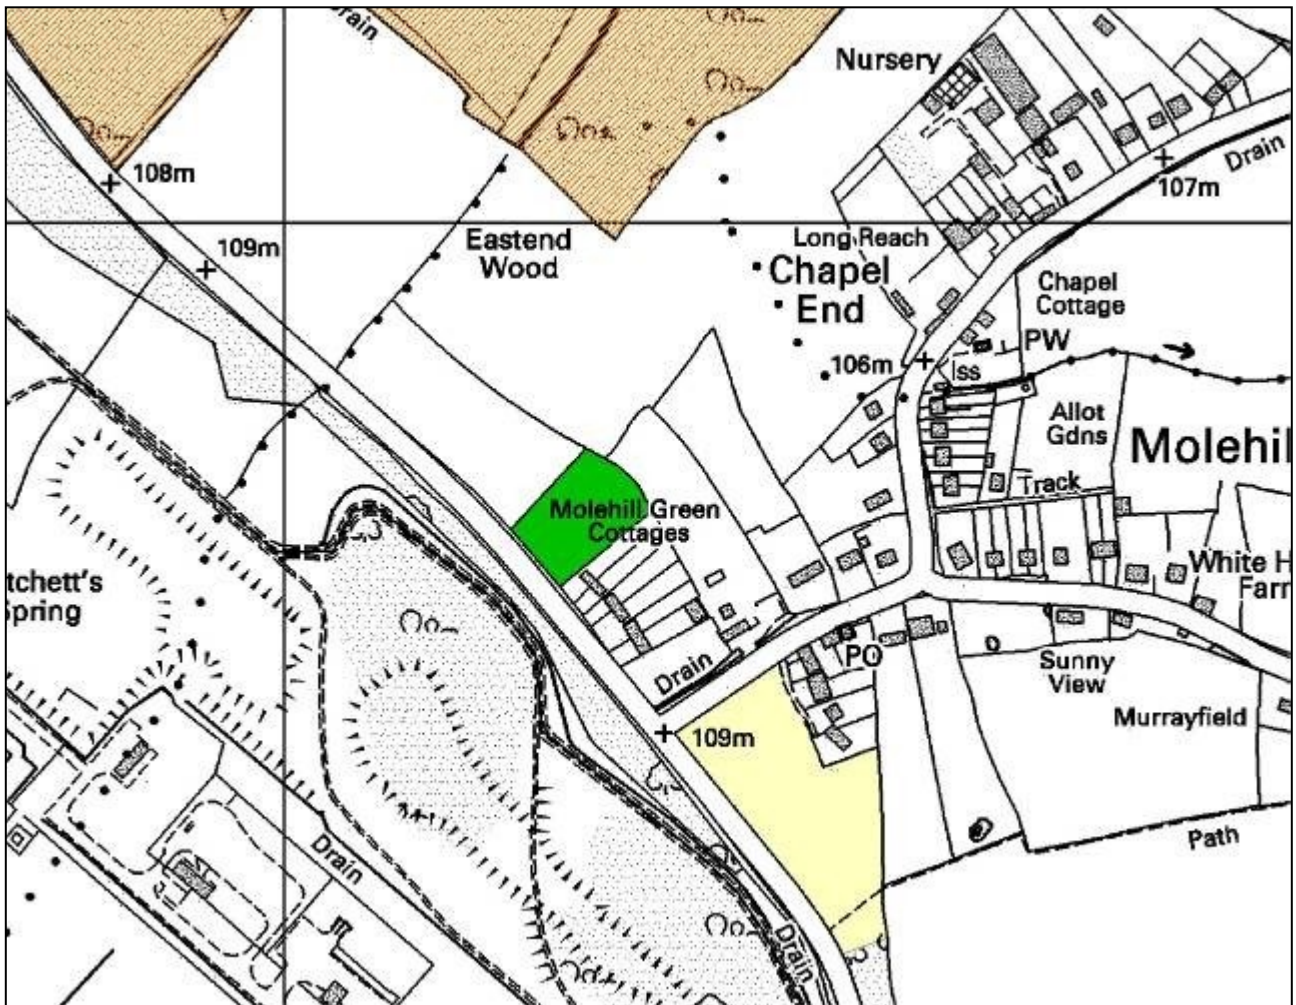 Drain
Nursery
108m
Drain
107m
109m
Eastend
Wood
Long Reach
Chapel
End
Chapel
Cottage
PW
106m
Iss
Allot
Gdns
Molehil
Track
Molehill Green
Cottages
White H
Farr
tchett's
Spring
PO
Drain
Sunny
View
Murrayfield
109m
Path
Drain
Drain